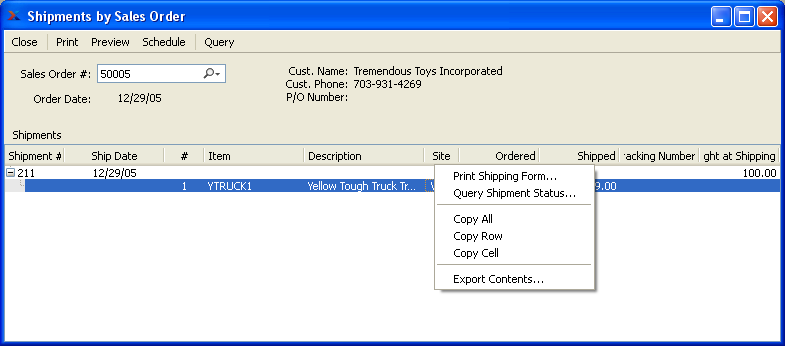 Shipments by Sales Order
Close Print Preview Schedule Query
Sales Order #: 50005
Order Date: 12/29/05
Cust. Name: Tremendous Toys Incorporated
Cust. Phone: 703-931-4269
P/O Number:
Shipments
Shipment # Ship Date # Item Description Site Ordered Shipped racking Number ght at Shipping
211 12/29/05 100.00
1 YTRUCK1 Yellow Tough Truck Tr... 9.00
Print Shipping Form...
Query Shipment Status...
Copy All
Copy Row
Copy Cell
Export Contents...